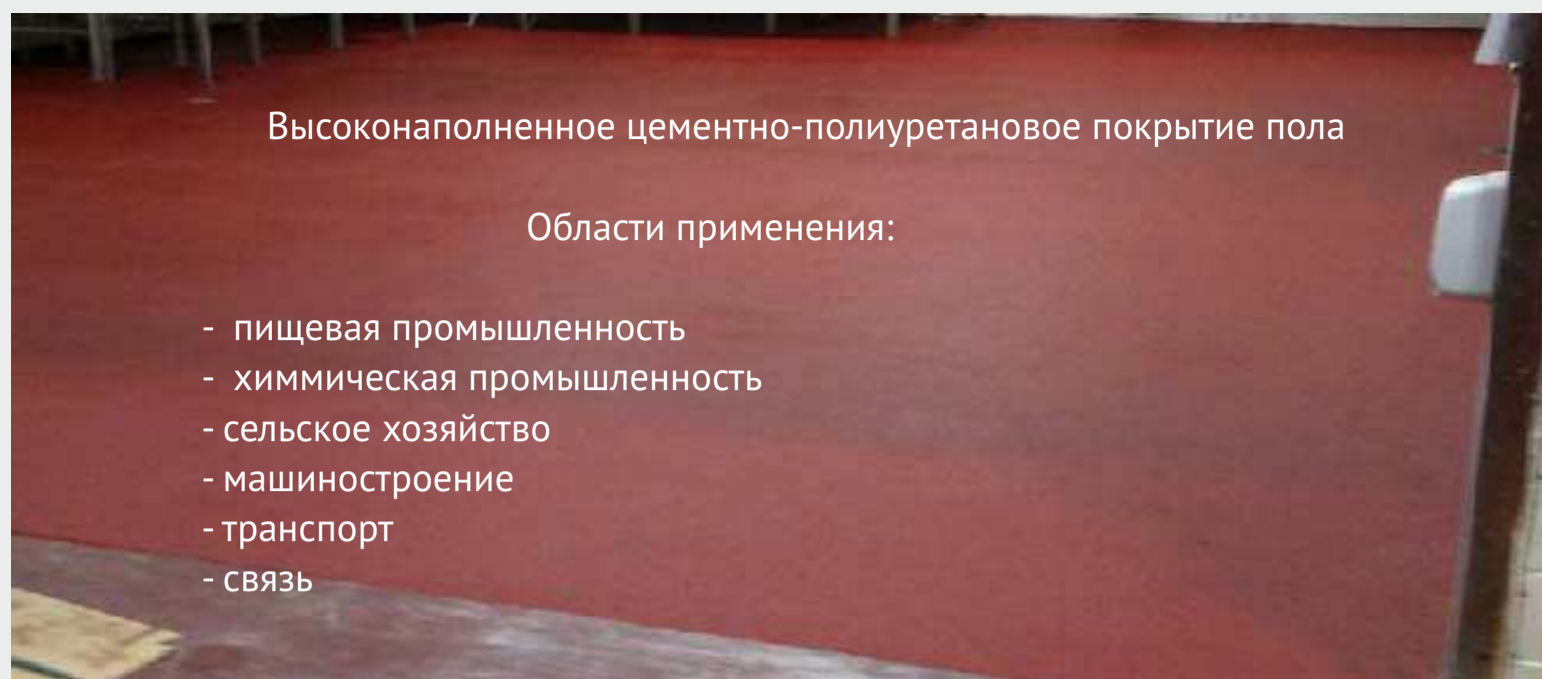 Высоконаполненное цементно-полиуретановое покрытие пола
Области применения:
- пищевая промышленность
- химмическая промышленность
- сельское хозяйство
- машиностроение
- транспорт
- связь